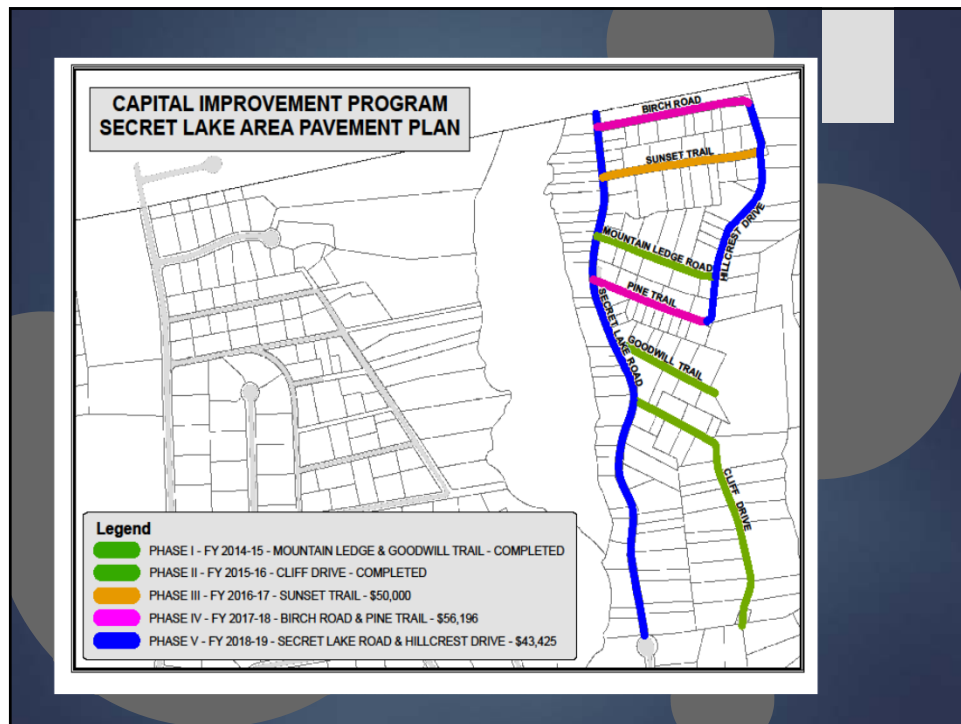 CAPITAL IMPROVEMENT PROGRAM
SECRET LAKE AREA PAVEMENT PLAN
BIRCH ROAD
SUNSET TRAIL
HILLCREST DRIVE
MOUNTAIN LEDGE ROAD
PINE TRAIL
SECRET LAKE ROAD
GOODWILL TRAIL
CLIFF DRIVE
Legend
PHASE I - FY 2014-15 - MOUNTAIN LEDGE & GOODWILL TRAIL - COMPLETED
PHASE II - FY 2015-16 - CLIFF DRIVE - COMPLETED
PHASE III - FY 2016-17 - SUNSET TRAIL - $50,000
PHASE IV - FY 2017-18 - BIRCH ROAD & PINE TRAIL - $56,196
PHASE V - FY 2018-19 - SECRET LAKE ROAD & HILLCREST DRIVE - $43,425